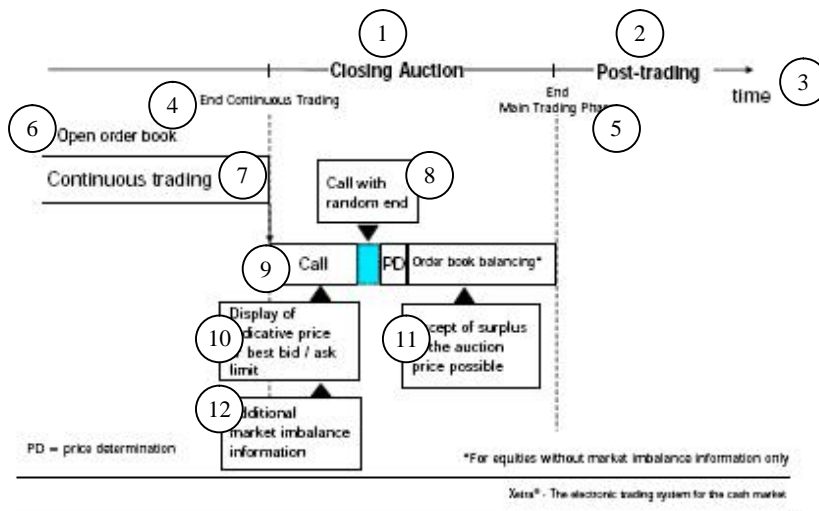 1
2
Closing Auction
Post-trading
3
time
4
End Continuous Trading
End
Main Trading
5
6
Open order book
Continuous trading
7
8
Call with
random end
9
Call
PD
Order book balancing*
10
Display of
price
best bid / ask
limit
11
of surplus
the auction
price possible
12
market imbalance
information
PD = price determination
*For equities without market imbalance information only
Xetra® - The electronic trading system for the cash market